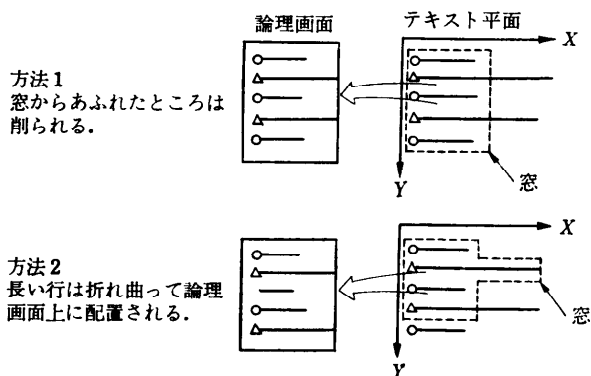 論理画面
テキスト平面
X
方法1
窓からあふれたところは
削られる.
窓
Y
X
方法2
長い行は折れ曲って論理
画面上に配置される.
窓
Y